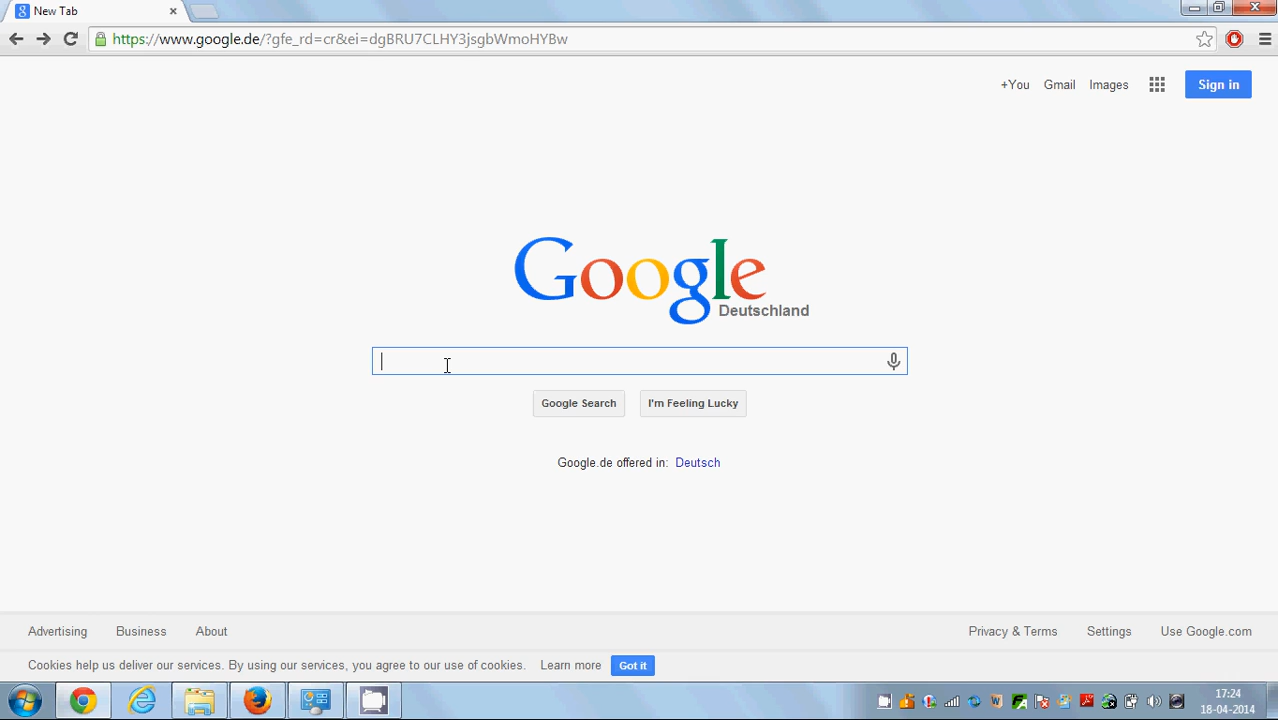 New Tab
https://www.google.de/?gfe_rd=cr&ei=dgBRU7CLHY3jsgbWmoHYBw
+You Gmail Images Sign in
Google
Deutschland
Google Search I'm Feeling Lucky
Google.de offered in: Deutsch
Advertising Business About Privacy & Terms Settings Use Google.com
Cookies help us deliver our services. By using our services, you agree to our use of cookies. Learn more Got it
17:24
18-04-2014